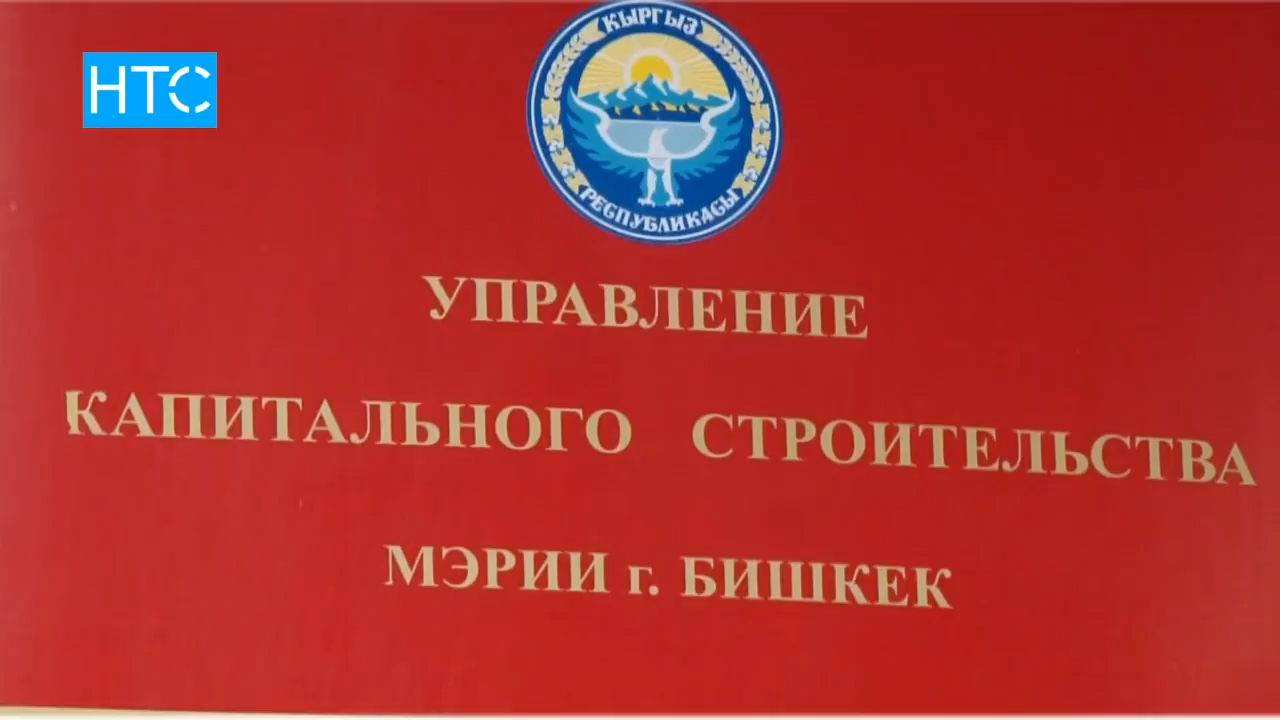 НТС
КЫРГЫЗ
РЕСПУБЛИКАСЫ
УПРАВЛЕНИЕ
КАПИТАЛЬНОГО СТРОИТЕЛЬСТВА
МЭРИИ г. БИШКЕК